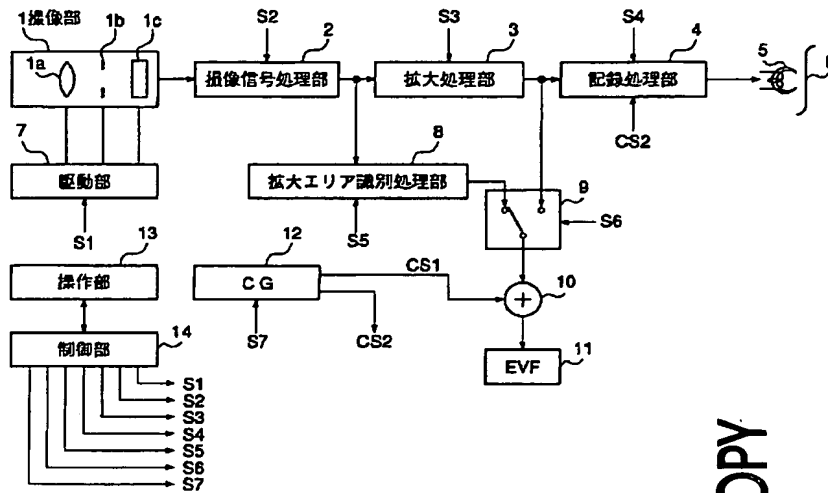 S2
S3
S4
1撮像部
1b
1c
1a
2
3
4
5
撮像信号処理部
拡大処理部
記録処理部
CS2
7
8
駆動部
拡大エリア識別処理部
9
S6
S1
S5
13
12
操作部
CG
CS1
10
14
S7
CS2
制御部
EVF
11
S1
S2
S3
S4
S5
S6
S7